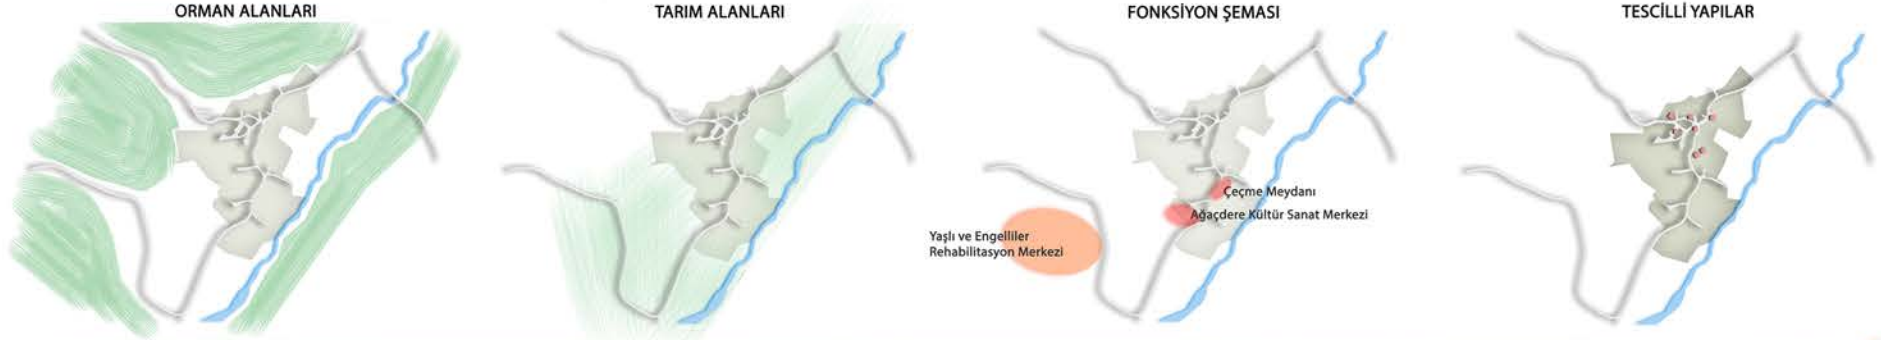 ORMAN ALANLARI
TARIM ALANLARI
FONKSİYON ŞEMASI
TESCİLLİ YAPILAR
Çeçme Meydanı
Ağaçdere Kültür Sanat Merkezi
Yaşlı ve Engelliler
Rehabilitasyon Merkezi